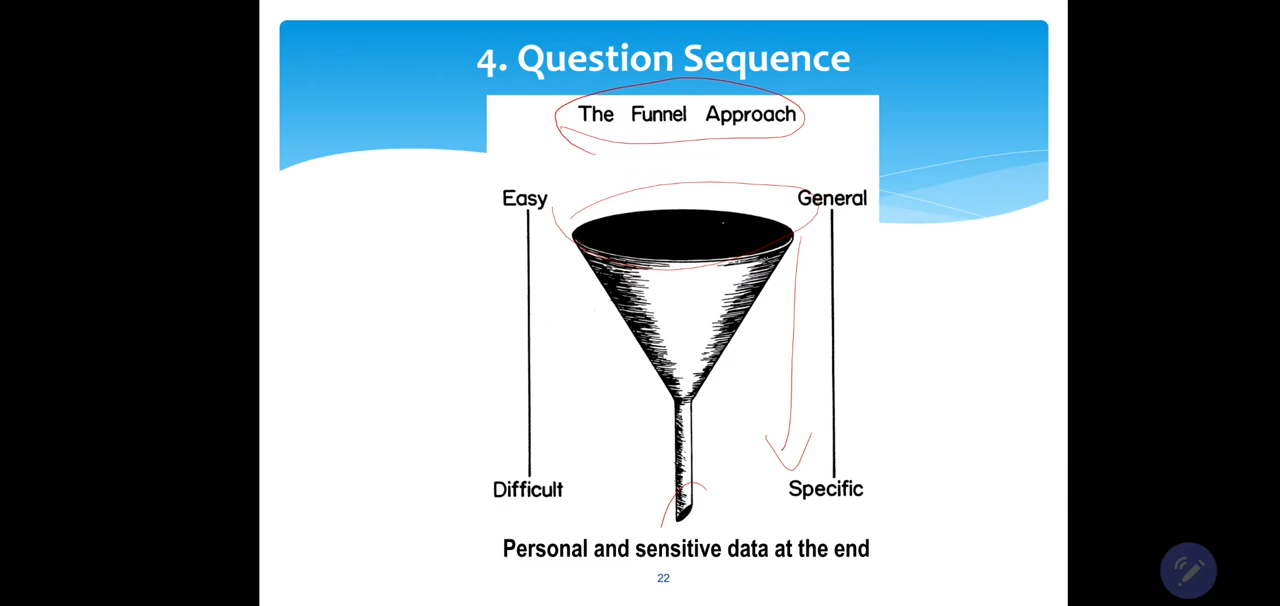 4. Question Sequence
The Funnel Approach
Easy General
Difficult Specific
Personal and sensitive data at the end
22